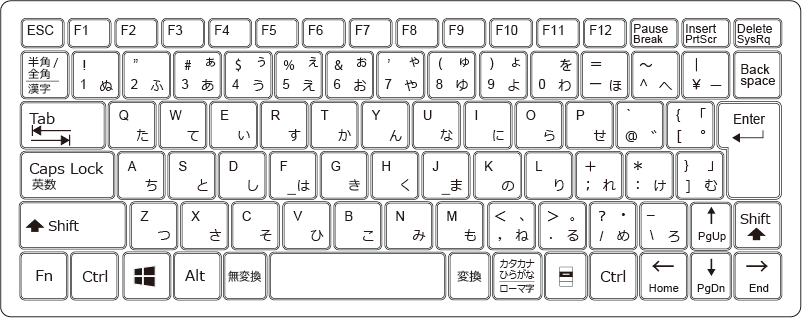 ESC F1 F2 F3 F4 F5 F6 F7 F8 F9 F10 F11 F12 Pause Break Insert PrtScr Delete SysRq
半角/全角 漢字 ! 1 ぬ " 2 ふ # ぁ 3 あ $ ぅ 4 う % ぇ 5 え & ぉ 6 お ' ゃ 7 や ( ゅ 8 ゆ ) ょ 9 よ を 0 わ = ー ほ ～ ^ へ | ¥ ー Back space
Tab Q た W て E い R す T か Y ん U な I に O ら P せ ` @ ゛ { 「 [ ゜ Enter
Caps Lock 英数 A ち S と D し F _ は G き H く J _ ま K の L り + ; れ * : け } 」 ] む
Shift Z つ X さ C そ V ひ B こ N み M も < 、 , ね > 。 . る ? ・ / め – \ ろ ↑ PgUp Shift
Fn Ctrl Alt 無変換 変換 カタカナ ひらがな ローマ字 Ctrl ← Home ↓ PgDn → End